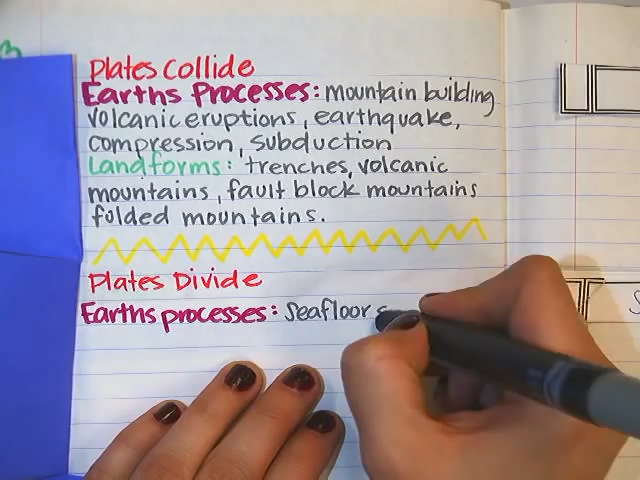 Plates Collide
Earths Processes: mountain building
volcanic eruptions, earthquake,
compression, subduction
Landforms: trenches, volcanic
mountains, fault block mountains
folded mountains.
Plates Divide
Earths processes: seafloor s